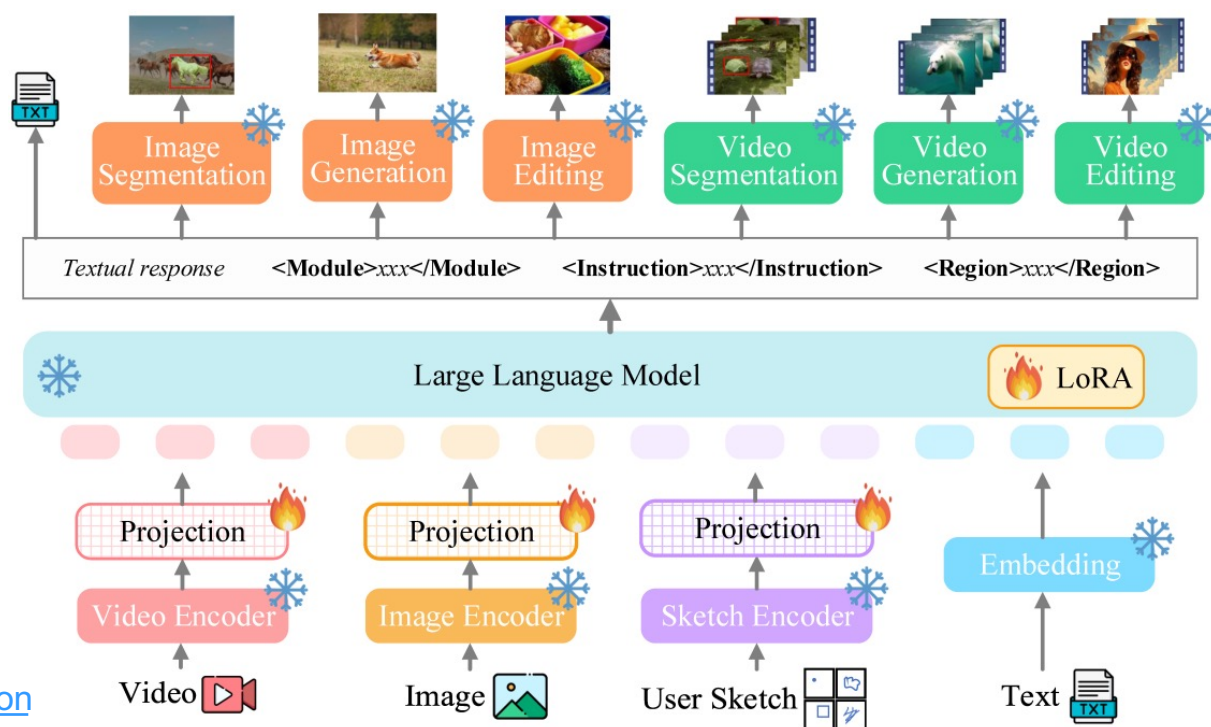 TXT
Image Segmentation
Image Generation
Image Editing
Video Segmentation
Video Generation
Video Editing
Textual response <Module>xxx</Module> <Instruction>xxx</Instruction> <Region>xxx</Region>
Large Language Model
LoRA
Projection
Projection
Projection
Embedding
Video Encoder
Image Encoder
Sketch Encoder
on
Video
Image
User Sketch
Text
TXT